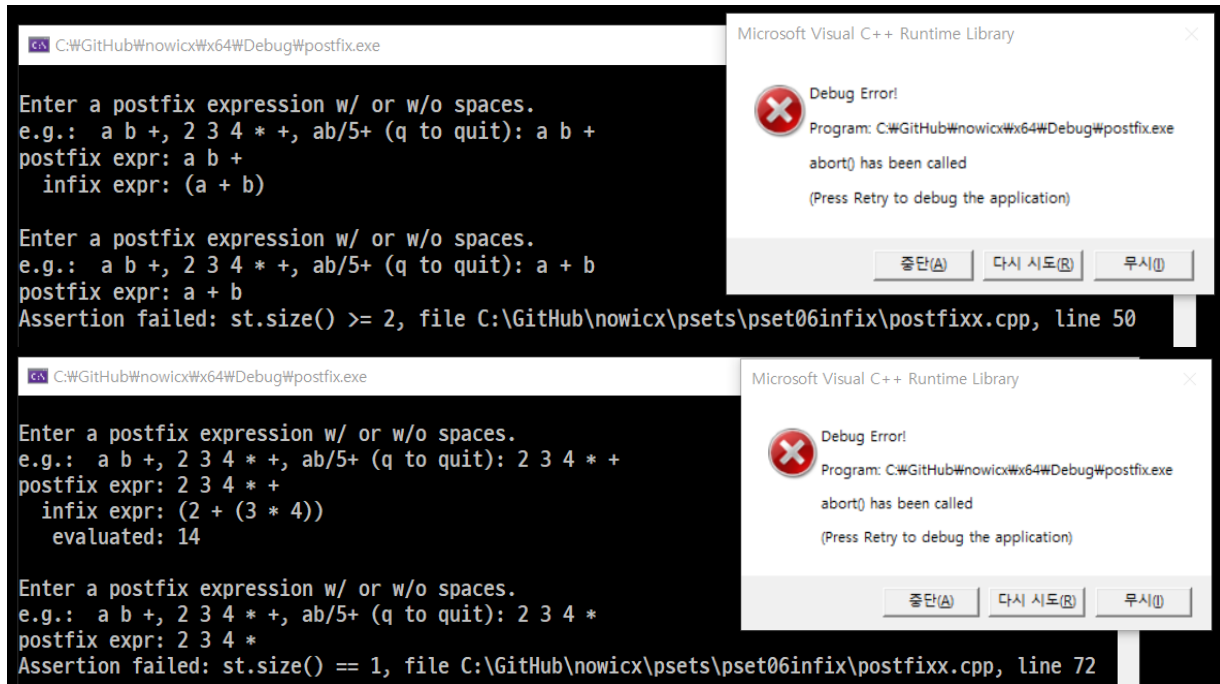 C:₩GitHub₩nowicx₩x64₩Debug₩postfix.exe
Enter a postfix expression w/ or w/o spaces.
e.g.:  a b +, 2 3 4 * +, ab/5+ (q to quit): a b +
postfix expr: a b +
  infix expr: (a + b)
Enter a postfix expression w/ or w/o spaces.
e.g.:  a b +, 2 3 4 * +, ab/5+ (q to quit): a + b
postfix expr: a + b
Assertion failed: st.size() >= 2, file C:\GitHub\nowicx\psets\pset06infix\postfixx.cpp, line 50
Microsoft Visual C++ Runtime Library
Debug Error!
Program: C:₩GitHub₩nowicx₩x64₩Debug₩postfix.exe
abort() has been called
(Press Retry to debug the application)
중단(A) 다시 시도(R) 무시(I)
C:₩GitHub₩nowicx₩x64₩Debug₩postfix.exe
Enter a postfix expression w/ or w/o spaces.
e.g.:  a b +, 2 3 4 * +, ab/5+ (q to quit): 2 3 4 * +
postfix expr: 2 3 4 * +
  infix expr: (2 + (3 * 4))
   evaluated: 14
Enter a postfix expression w/ or w/o spaces.
e.g.:  a b +, 2 3 4 * +, ab/5+ (q to quit): 2 3 4 *
postfix expr: 2 3 4 *
Assertion failed: st.size() == 1, file C:\GitHub\nowicx\psets\pset06infix\postfixx.cpp, line 72
Microsoft Visual C++ Runtime Library
Debug Error!
Program: C:₩GitHub₩nowicx₩x64₩Debug₩postfix.exe
abort() has been called
(Press Retry to debug the application)
중단(A) 다시 시도(R) 무시(I)